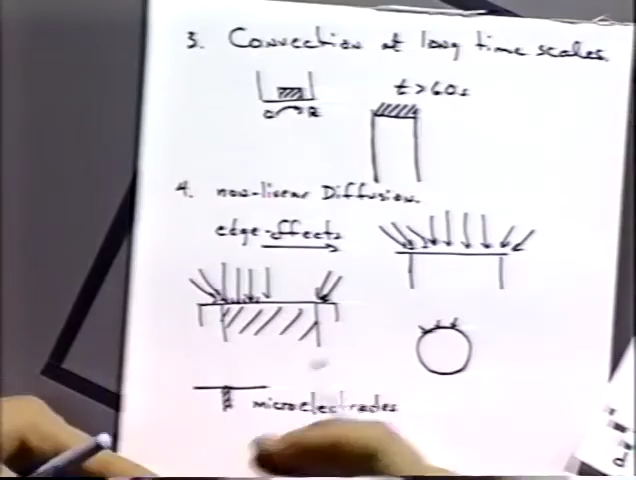 3. Convection at long time scales.
t > 60s
O R
4. non-linear Diffusion.
edge-effects
microelectrodes